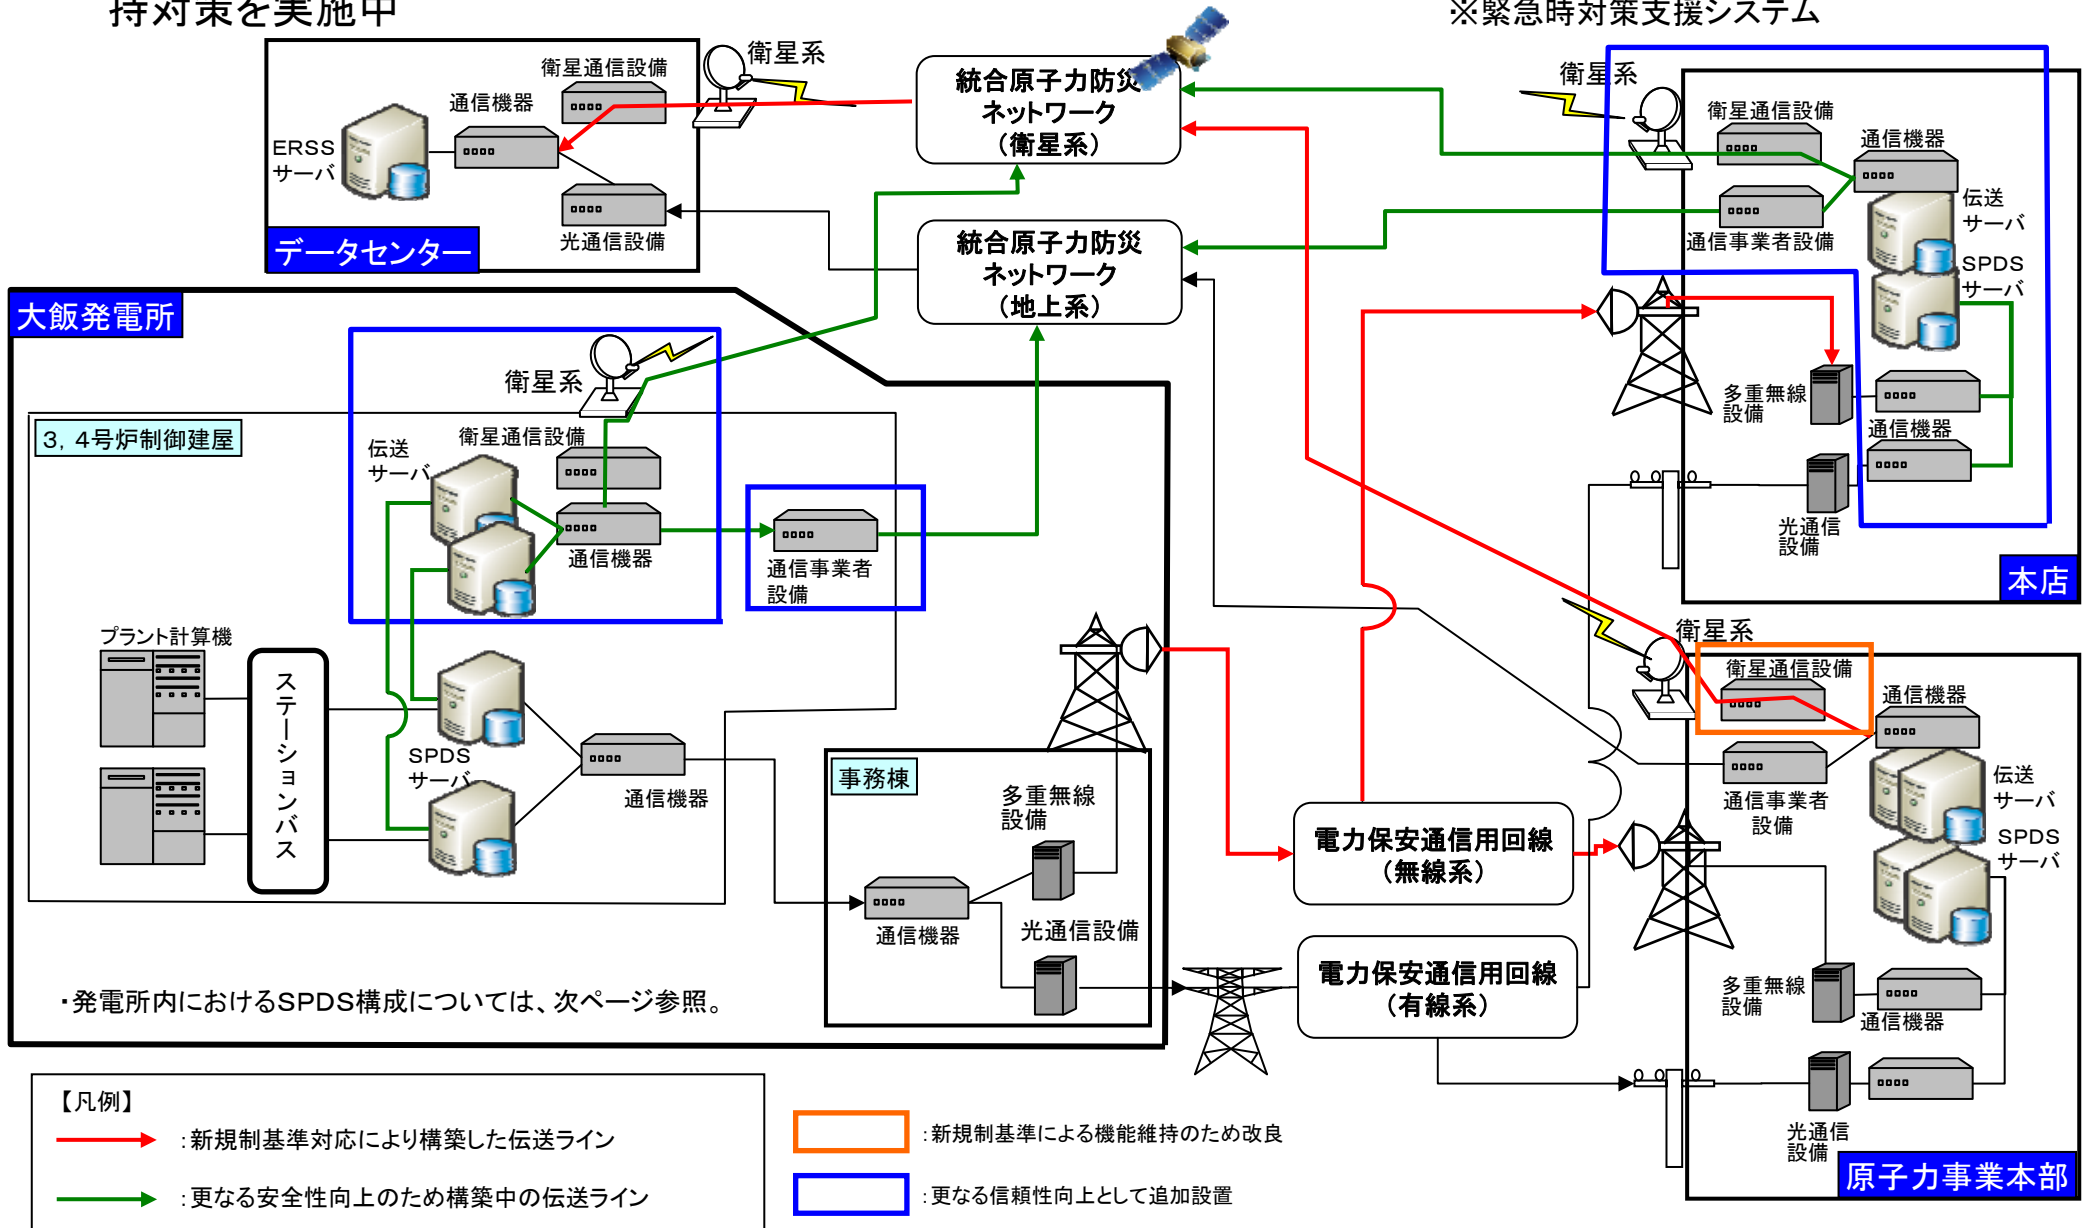 持対策を実施中
※緊急時対策支援システム
衛星系
衛星通信設備
通信機器
ERSS
サーバ
光通信設備
データセンター
統合原子力防災
ネットワーク
（衛星系）
統合原子力防災
ネットワーク
（地上系）
衛星系
衛星通信設備
通信機器
伝送
サーバ
通信事業者設備
SPDS
サーバ
多重無線
設備
通信機器
光通信
設備
本店
大飯発電所
衛星系
3，4号炉制御建屋
伝送
サーバ
衛星通信設備
通信機器
通信事業者
設備
プラント計算機
ステーションバス
SPDS
サーバ
通信機器
事務棟
多重無線
設備
通信機器
光通信設備
・発電所内におけるSPDS構成については、次ページ参照。
電力保安通信用回線
（無線系）
電力保安通信用回線
（有線系）
衛星系
衛星通信設備
通信機器
通信事業者
設備
伝送
サーバ
SPDS
サーバ
多重無線
設備
通信機器
光通信
設備
原子力事業本部
【凡例】
：新規制基準対応により構築した伝送ライン
：更なる安全性向上のため構築中の伝送ライン
：新規制基準による機能維持のため改良
：更なる信頼性向上として追加設置